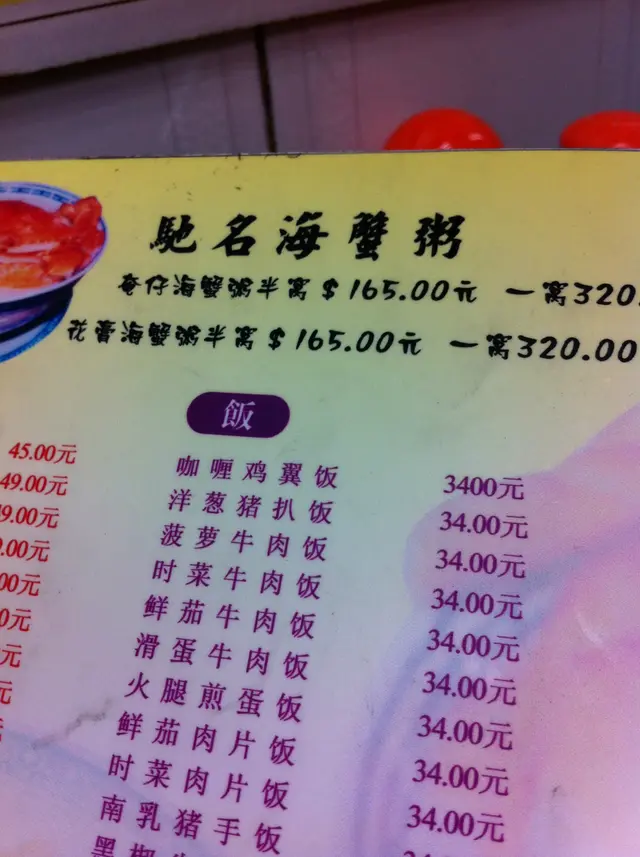 馳名海蟹粥
奄仔海蟹粥半窝$165.00元 一窝320.
花膏海蟹粥半窝$165.00元 一窝320.00
飯
45.00元
49.00元
49.00元
咖喱鸡翼饭 3400元
洋葱猪扒饭 34.00元
菠萝牛肉饭 34.00元
时菜牛肉饭 34.00元
鲜茄牛肉饭 34.00元
滑蛋牛肉饭 34.00元
火腿煎蛋饭 34.00元
鲜茄肉片饭 34.00元
时菜肉片饭 34.00元
南乳猪手饭